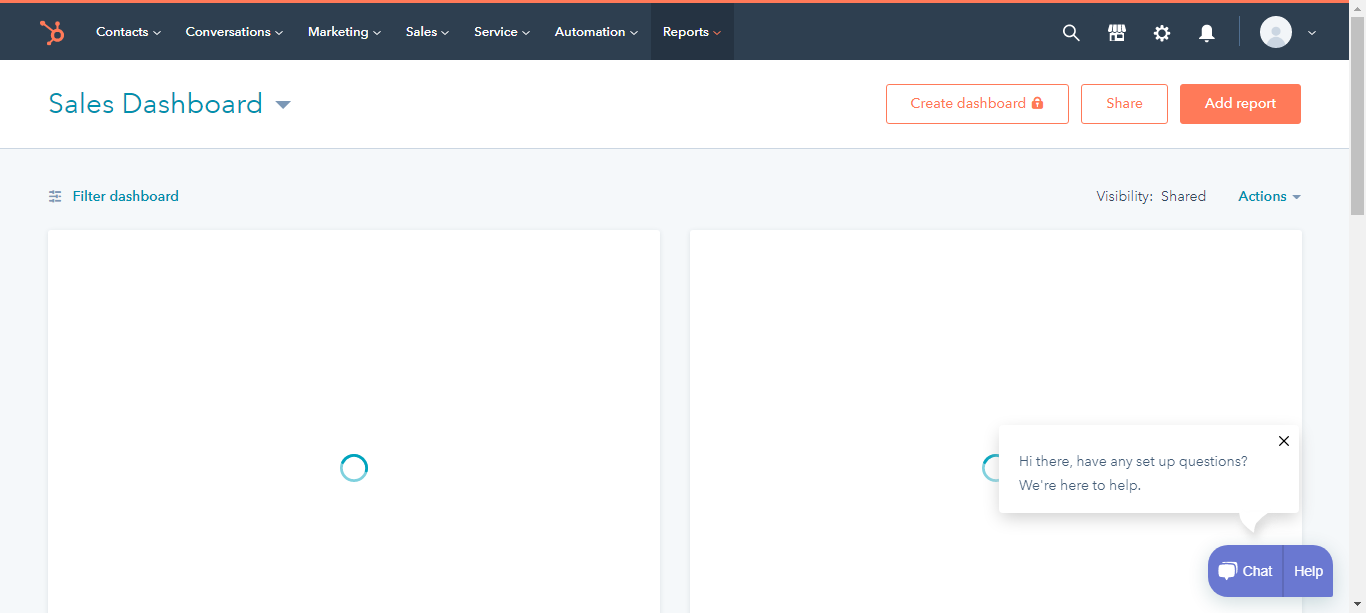 Contacts Conversations Marketing Sales Service Automation Reports
Sales Dashboard
Create dashboard Share Add report
Filter dashboard
Visibility: Shared Actions
Hi there, have any set up questions?
We're here to help.
Chat Help